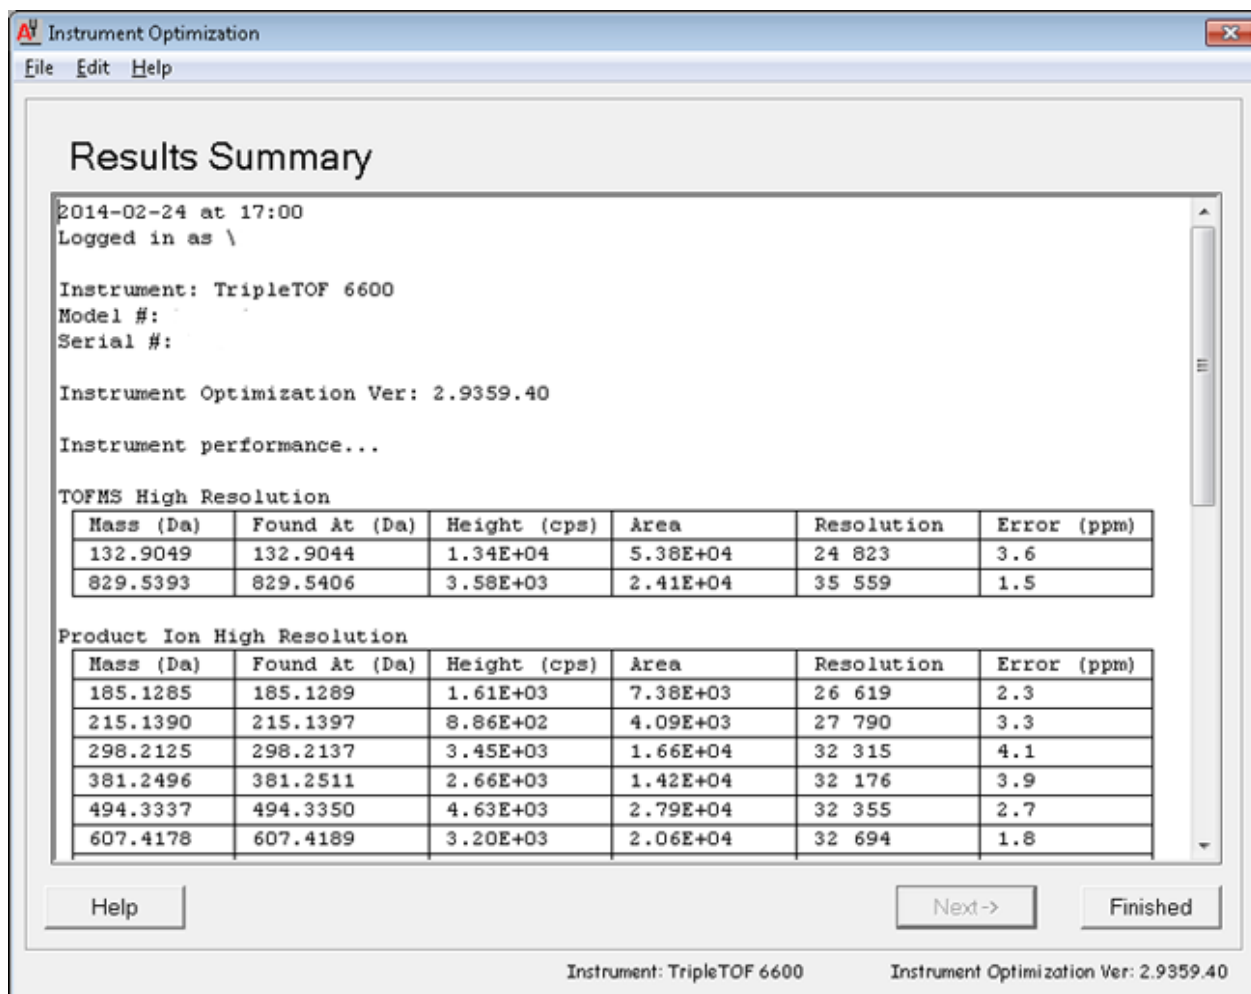 Instrument Optimization
File Edit Help
Results Summary
2014-02-24 at 17:00
Logged in as \
Instrument: TripleTOF 6600
Model #:
Serial #:
Instrument Optimization Ver: 2.9359.40
Instrument performance...
TOFMS High Resolution
Mass (Da) Found At (Da) Height (cps) Area Resolution Error (ppm)
132.9049 132.9044 1.34E+04 5.38E+04 24 823 3.6
829.5393 829.5406 3.58E+03 2.41E+04 35 559 1.5
Product Ion High Resolution
Mass (Da) Found At (Da) Height (cps) Area Resolution Error (ppm)
185.1285 185.1289 1.61E+03 7.38E+03 26 619 2.3
215.1390 215.1397 8.86E+02 4.09E+03 27 790 3.3
298.2125 298.2137 3.45E+03 1.66E+04 32 315 4.1
381.2496 381.2511 2.66E+03 1.42E+04 32 176 3.9
494.3337 494.3350 4.63E+03 2.79E+04 32 355 2.7
607.4178 607.4189 3.20E+03 2.06E+04 32 694 1.8
Help Next-> Finished
Instrument: TripleTOF 6600 Instrument Optimization Ver: 2.9359.40